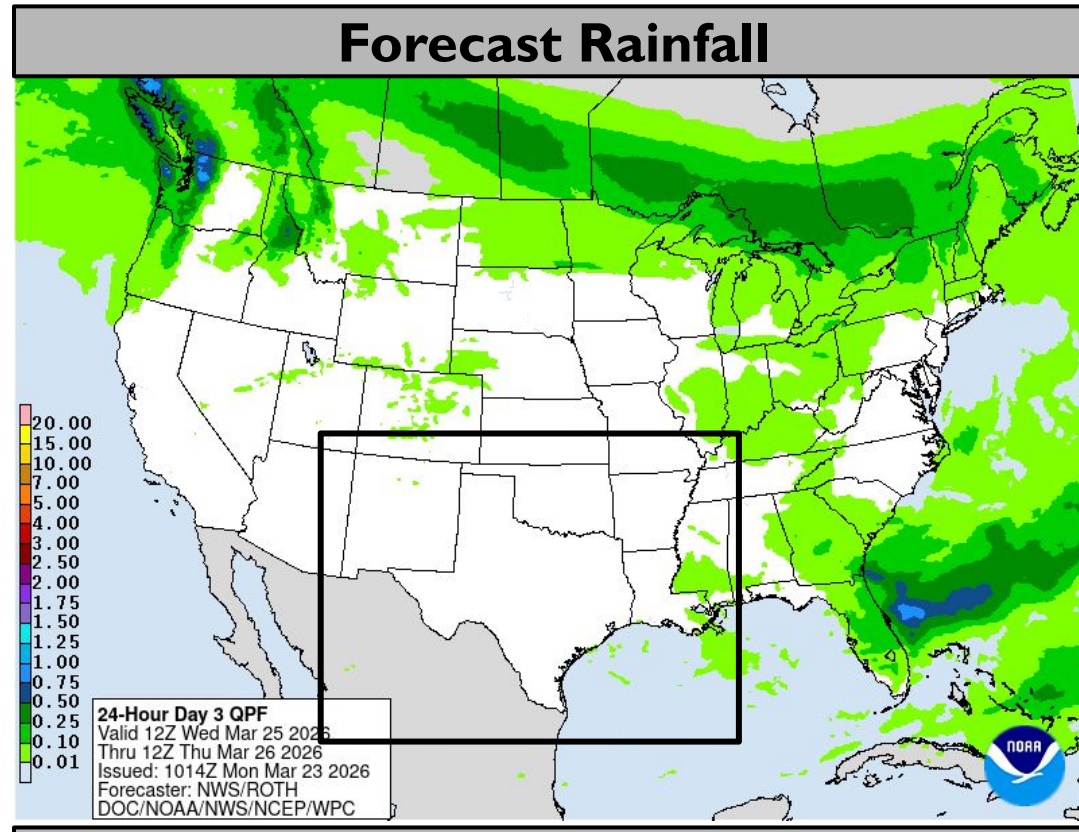 Forecast Rainfall
20.00
15.00
10.00
7.00
5.00
4.00
3.00
2.50
2.00
1.75
1.50
1.25
1.00
0.75
0.50
0.25
0.10
0.01
24-Hour Day 3 QPF
Valid 12Z Wed Mar 25 2026
Thru 12Z Thu Mar 26 2026
Issued: 1014Z Mon Mar 23 2026
Forecaster: NWS/ROTH
DOC/NOAA/NWS/NCEP/WPC
NOAA